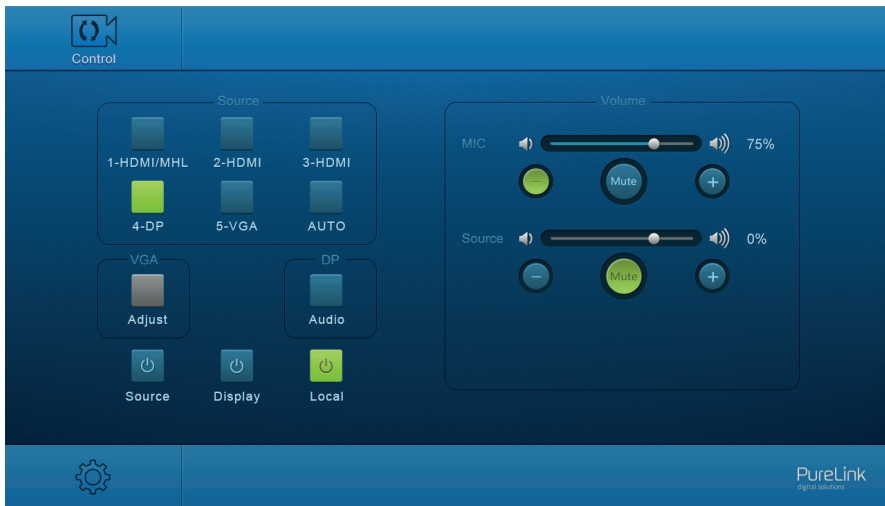 Control
Source
1-HDMI/MHL 2-HDMI 3-HDMI
4-DP 5-VGA AUTO
VGA DP
Adjust Audio
Source Display Local
Volume
MIC 75%
− Mute +
Source 0%
− Mute +
PureLink
digital solutions